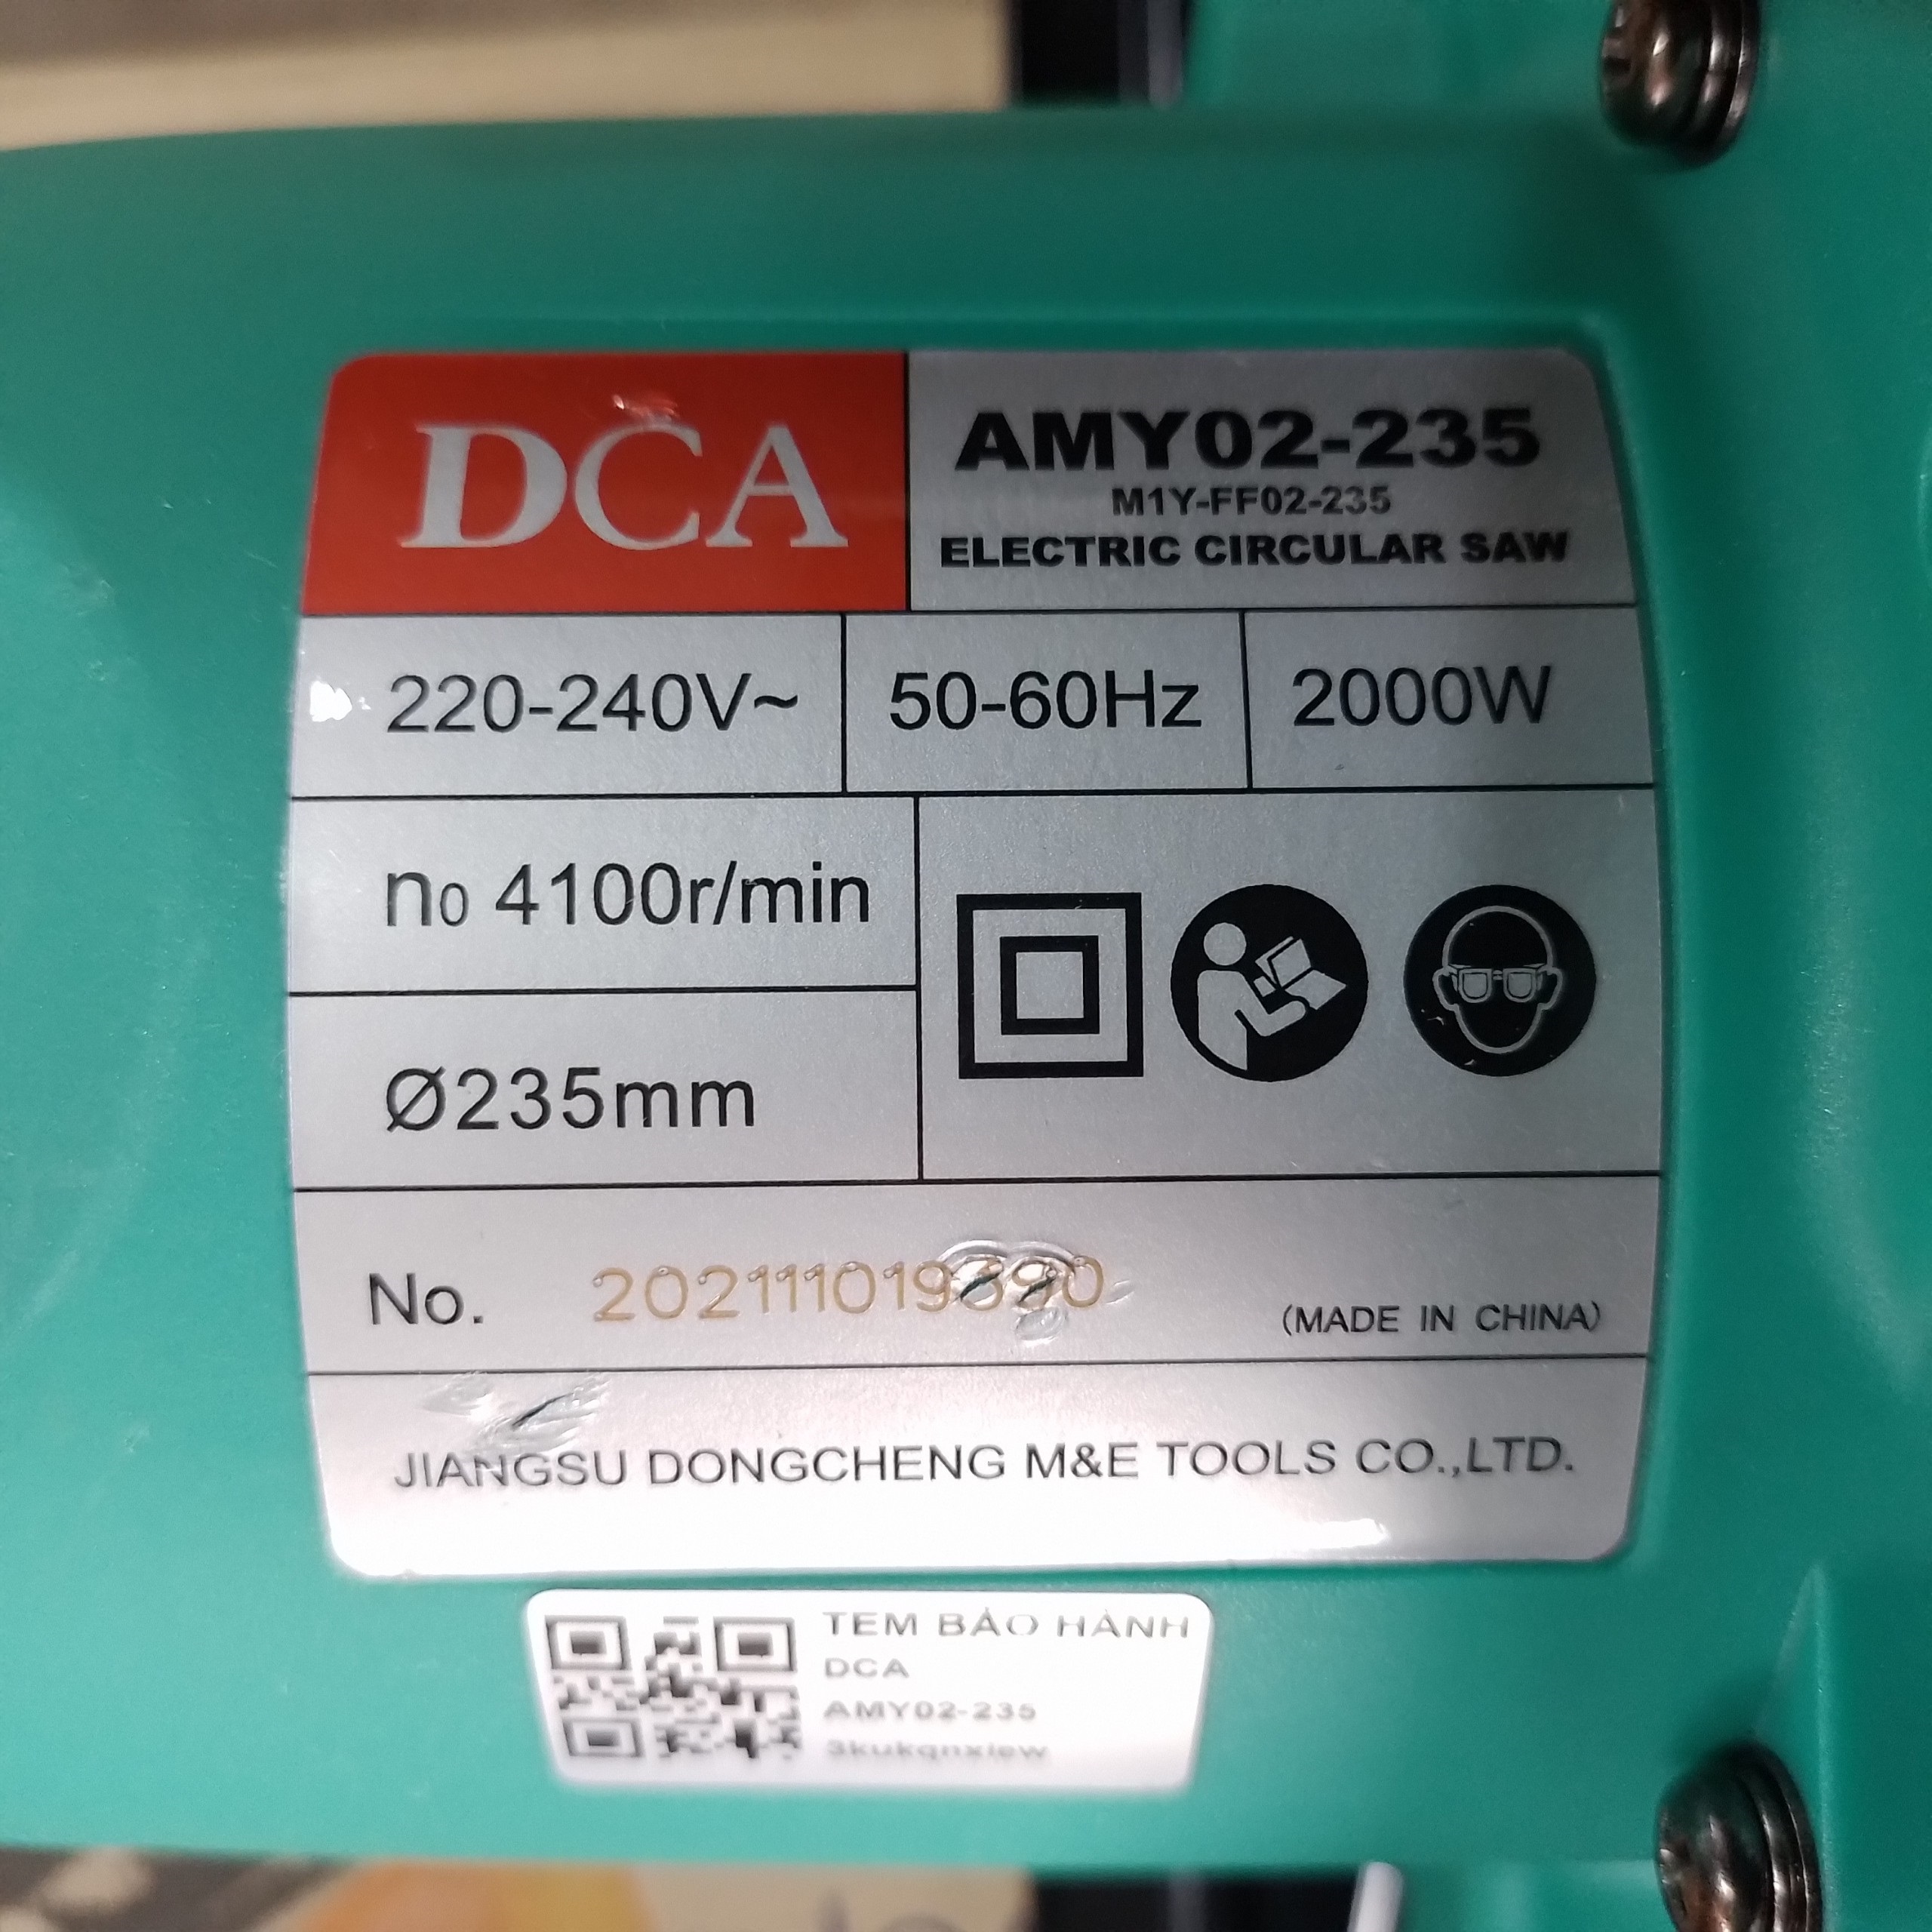 DCA
AMY02-235
M1Y-FF02-235
ELECTRIC CIRCULAR SAW
220-240V~
50-60Hz
2000W
n0 4100r/min
Ø235mm
No.
(MADE IN CHINA)
JIANGSU DONGCHENG M&E TOOLS CO.,LTD.
TEM BẢO HÀNH
DCA
AMY02-235